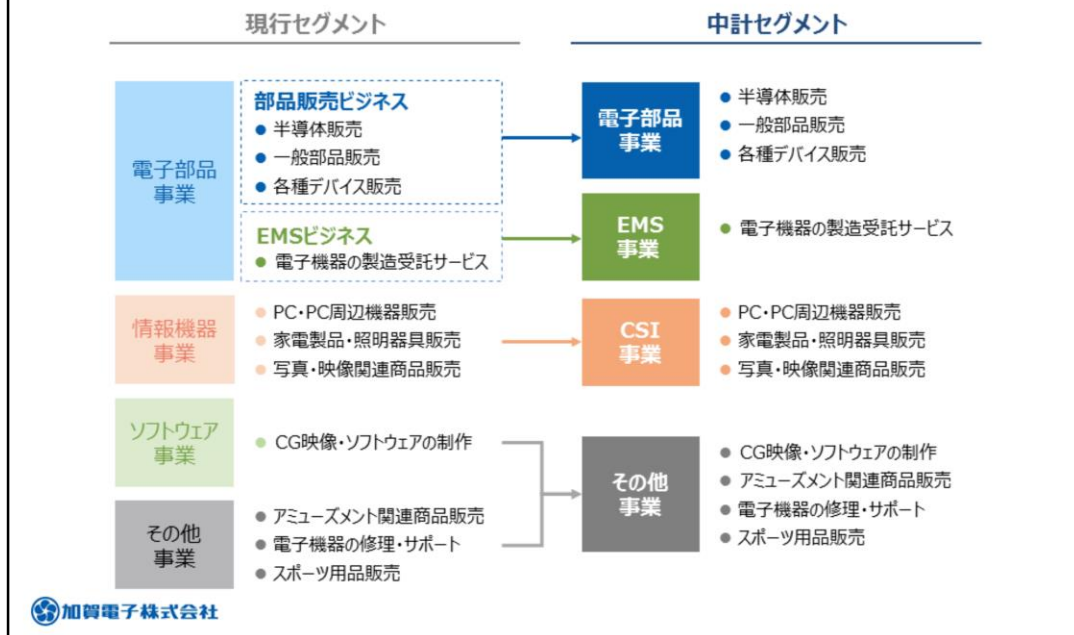 現行セグメント
中計セグメント
電子部品
事業
部品販売ビジネス
● 半導体販売
● 一般部品販売
● 各種デバイス販売
EMSビジネス
● 電子機器の製造受託サービス
電子部品
事業
● 半導体販売
● 一般部品販売
● 各種デバイス販売
EMS
事業
● 電子機器の製造受託サービス
情報機器
事業
● PC・PC周辺機器販売
● 家電製品・照明器具販売
● 写真・映像関連商品販売
CSI
事業
● PC・PC周辺機器販売
● 家電製品・照明器具販売
● 写真・映像関連商品販売
ソフトウェア
事業
● CG映像・ソフトウェアの制作
その他
事業
● アミューズメント関連商品販売
● 電子機器の修理・サポート
● スポーツ用品販売
その他
事業
● CG映像・ソフトウェアの制作
● アミューズメント関連商品販売
● 電子機器の修理・サポート
● スポーツ用品販売
加賀電子株式会社